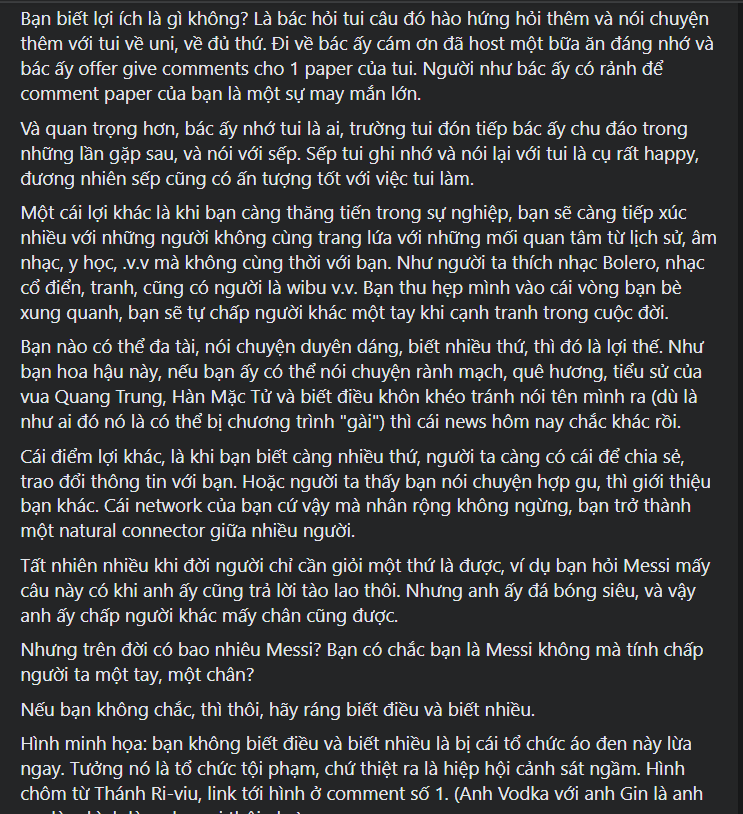 Bạn biết lợi ích là gì không? Là bác hỏi tui câu đó hào hứng hỏi thêm và nói chuyện
thêm với tui về uni, về đủ thứ. Đi về bác ấy cám ơn đã host một bữa ăn đáng nhớ và
bác ấy offer give comments cho 1 paper của tui. Người như bác ấy có rảnh để
comment paper của bạn là một sự may mắn lớn.
Và quan trọng hơn, bác ấy nhớ tui là ai, trường tui đón tiếp bác ấy chu đáo trong
những lần gặp sau, và nói với sếp. Sếp tui ghi nhớ và nói lại với tui là cụ rất happy,
đương nhiên sếp cũng có ấn tượng tốt với việc tui làm.
Một cái lợi khác là khi bạn càng thăng tiến trong sự nghiệp, bạn sẽ càng tiếp xúc
nhiều với những người không cùng trang lứa với những mối quan tâm từ lịch sử, âm
nhạc, y học, .v.v mà không cùng thời với bạn. Như người ta thích nhạc Bolero, nhạc
cổ điển, tranh, cũng có người là wibu v.v. Bạn thu hẹp mình vào cái vòng bạn bè
xung quanh, bạn sẽ tự chấp người khác một tay khi cạnh tranh trong cuộc đời.
Bạn nào có thể đa tài, nói chuyện duyên dáng, biết nhiều thứ, thì đó là lợi thế. Như
bạn hoa hậu này, nếu bạn ấy có thể nói chuyện rành mạch, quê hương, tiểu sử của
vua Quang Trung, Hàn Mặc Tử và biết điều khôn khéo tránh nói tên mình ra (dù là
như ai đó nó là có thể bị chương trình "gài") thì cái news hôm nay chắc khác rồi.
Cái điểm lợi khác, là khi bạn biết càng nhiều thứ, người ta càng có cái để chia sẻ,
trao đổi thông tin với bạn. Hoặc người ta thấy bạn nói chuyện hợp gu, thì giới thiệu
bạn khác. Cái network của bạn cứ vậy mà nhân rộng không ngừng, bạn trở thành
một natural connector giữa nhiều người.
Tất nhiên nhiều khi đời người chỉ cần giỏi một thứ là được, ví dụ bạn hỏi Messi mấy
câu này có khi anh ấy cũng trả lời tào lao thôi. Nhưng anh ấy đá bóng siêu, và vậy
anh ấy chấp người khác mấy chân cũng được.
Nhưng trên đời có bao nhiêu Messi? Bạn có chắc bạn là Messi không mà tính chấp
người ta một tay, một chân?
Nếu bạn không chắc, thì thôi, hãy ráng biết điều và biết nhiều.
Hình minh họa: bạn không biết điều và biết nhiều là bị cái tổ chức áo đen này lừa
ngay. Tưởng nó là tổ chức tội phạm, chứ thiệt ra là hiệp hội cảnh sát ngầm. Hình
chôm từ Thánh Ri-viu, link tới hình ở comment số 1. (Anh Vodka với anh Gin là anh